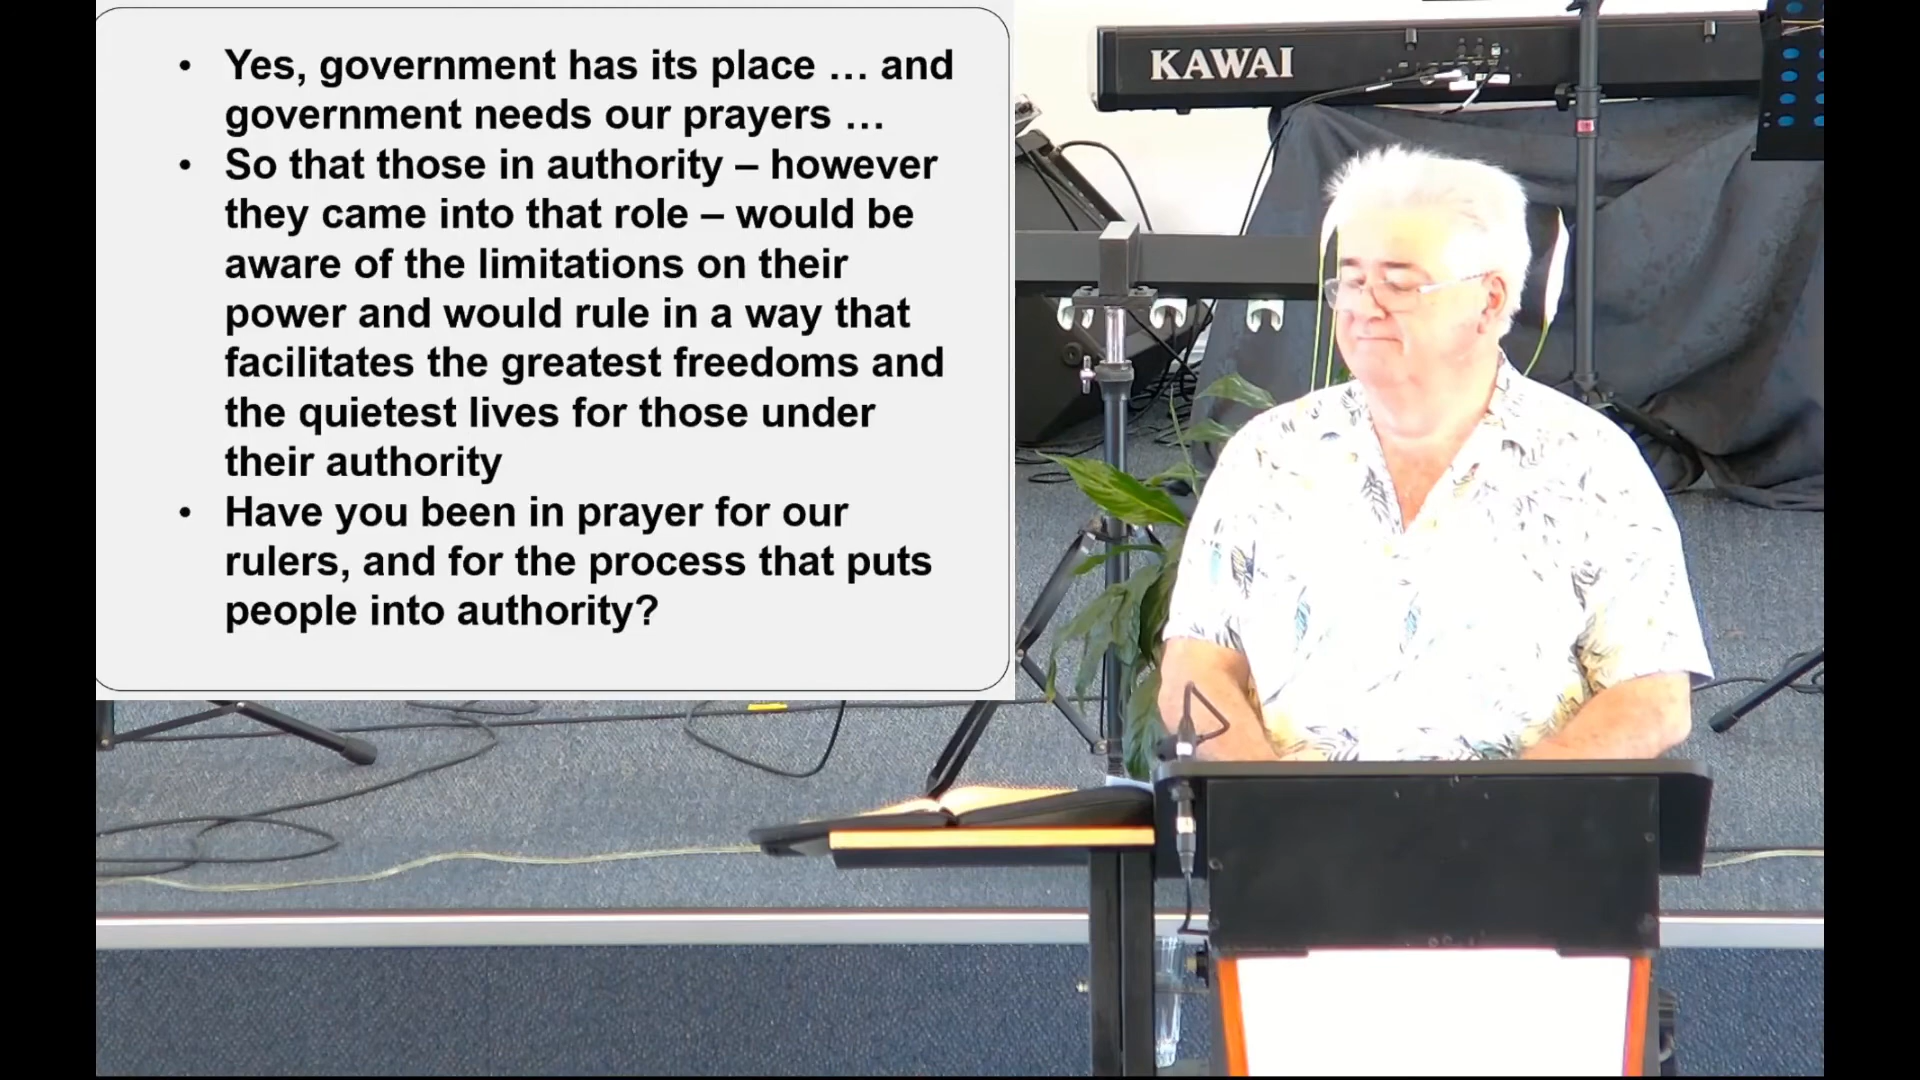 • Yes, government has its place … and
government needs our prayers …
• So that those in authority – however
they came into that role – would be
aware of the limitations on their
power and would rule in a way that
facilitates the greatest freedoms and
the quietest lives for those under
their authority
• Have you been in prayer for our
rulers, and for the process that puts
people into authority?
KAWAI